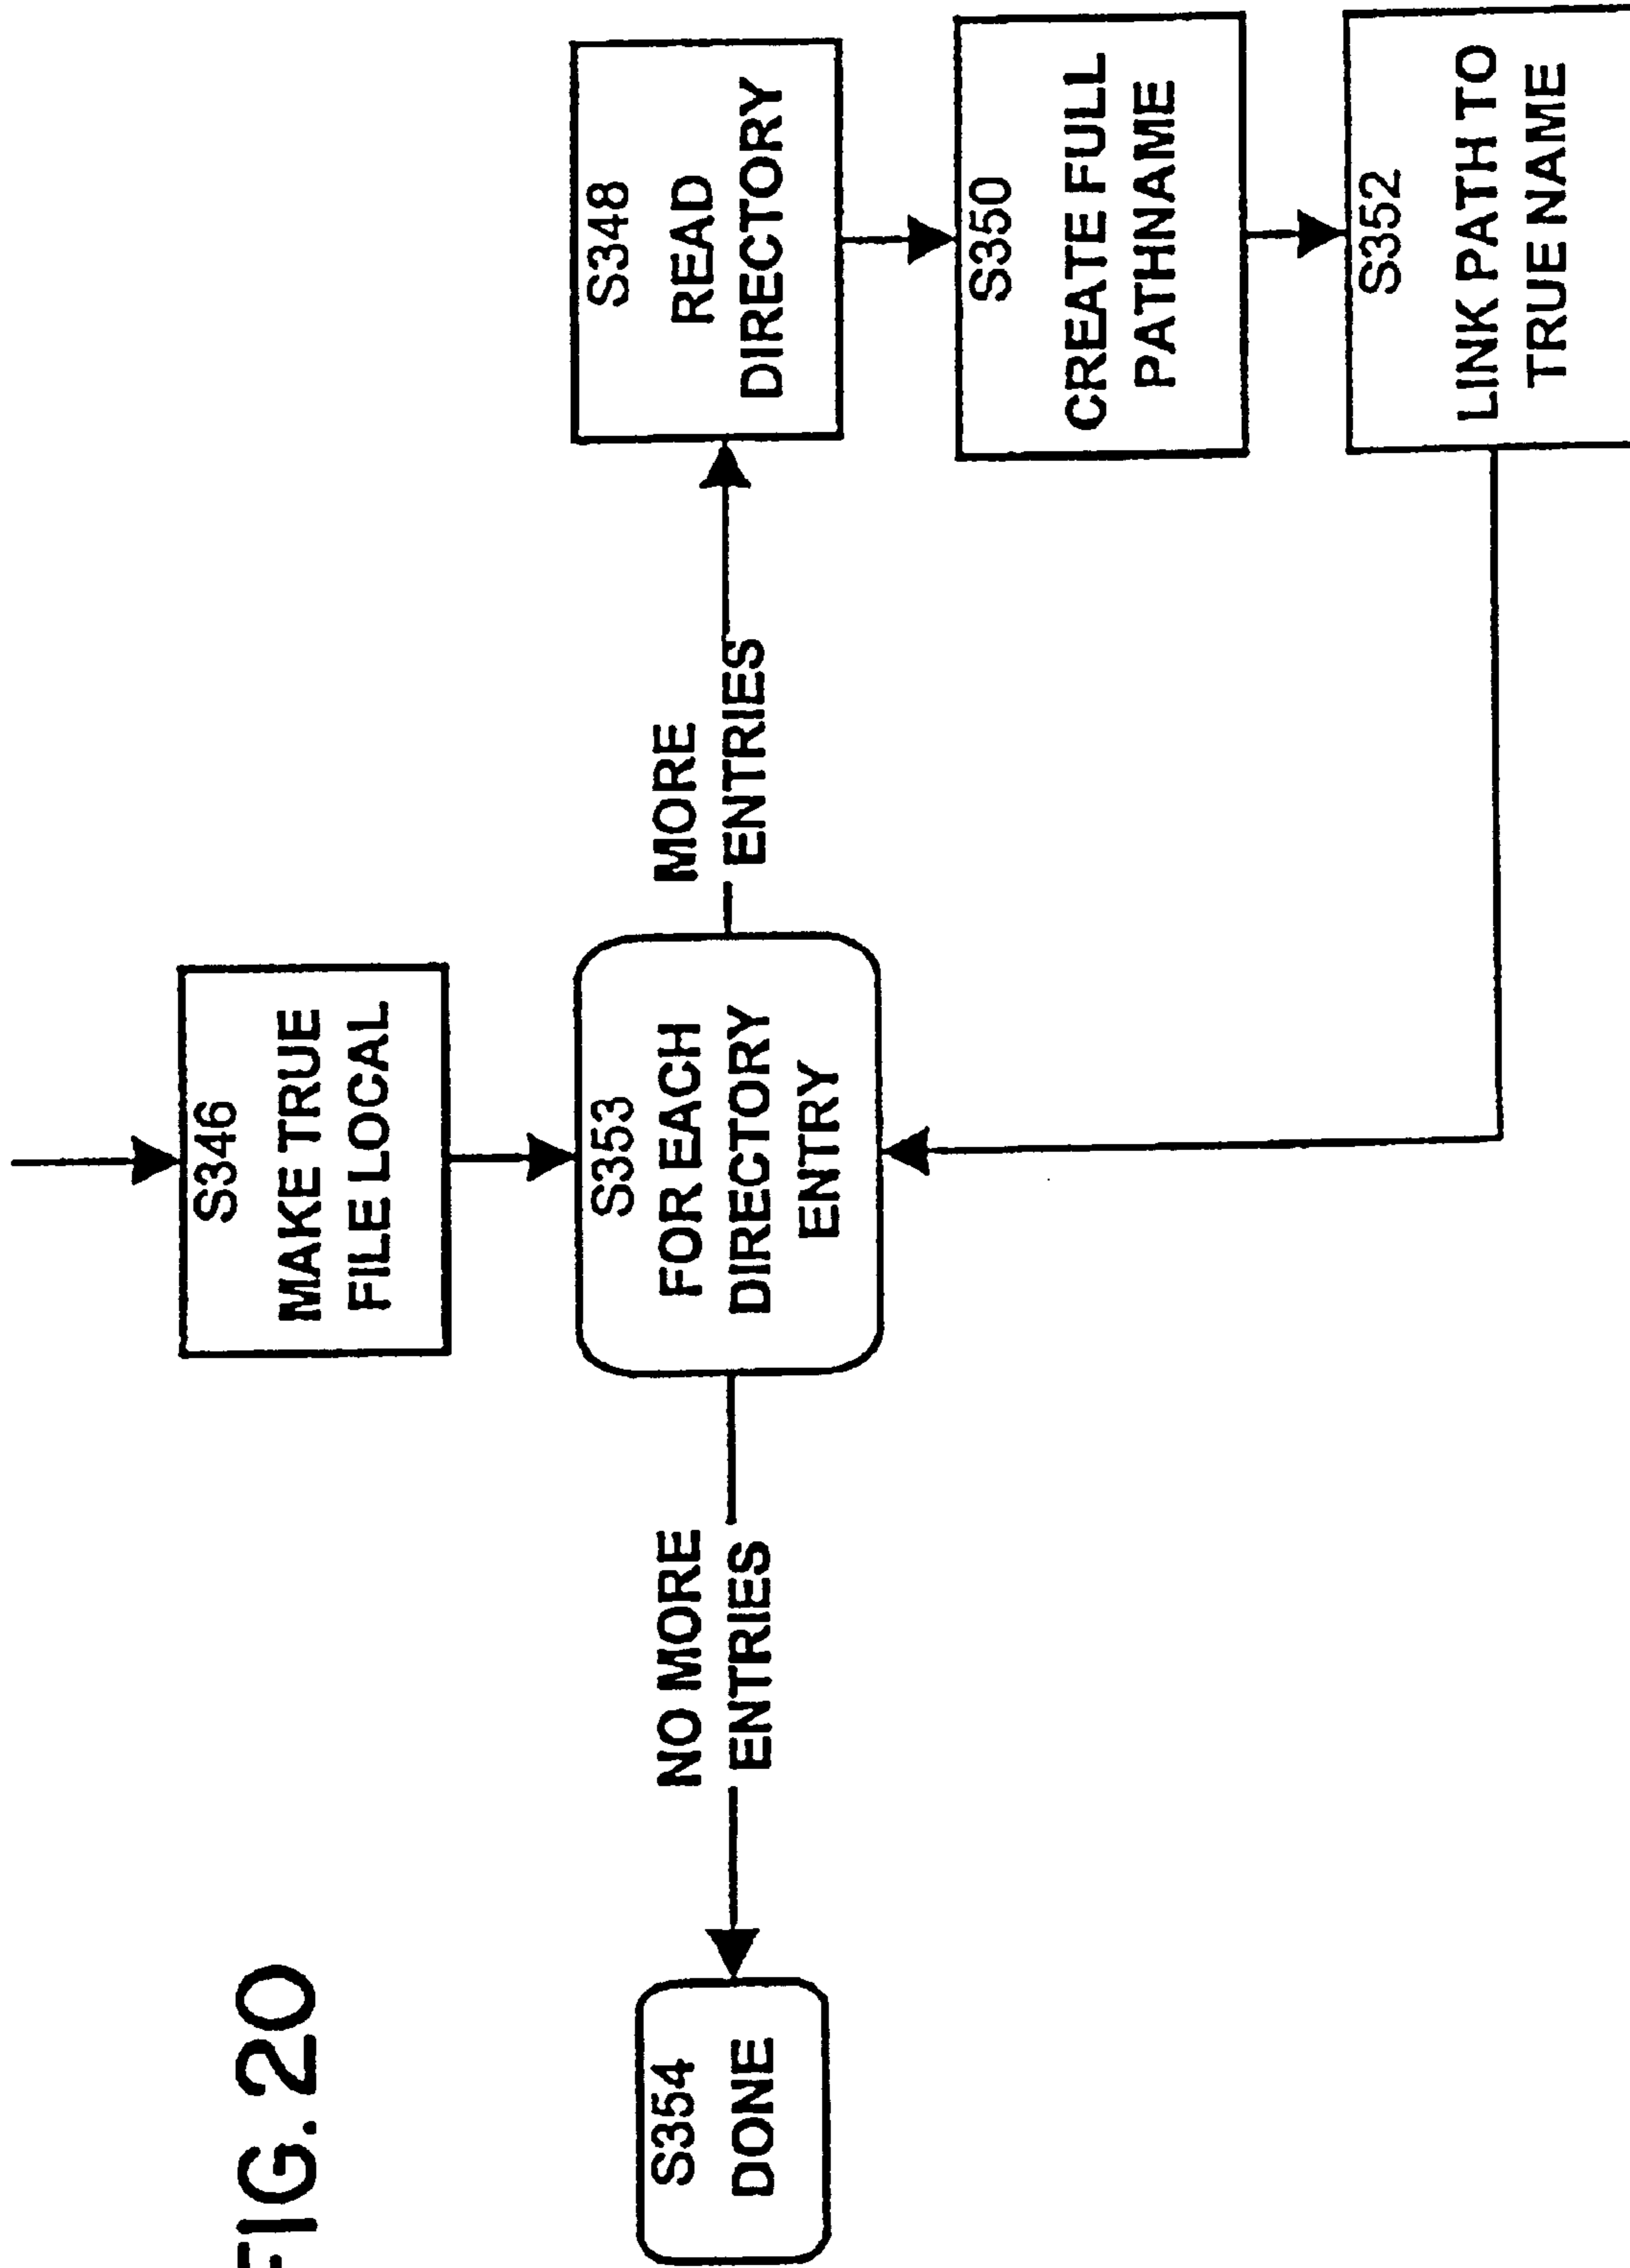 FIG. 20
S346
MAKE TRUE
FILE LOCAL
S353
FOR EACH
DIRECTORY
ENTRY
NO MORE
ENTRIES
S354
DONE
MORE
ENTRIES
S348
READ
DIRECTORY
S350
CREATE FULL
PATHNAME
S352
LINK PATH TO
TRUE NAME